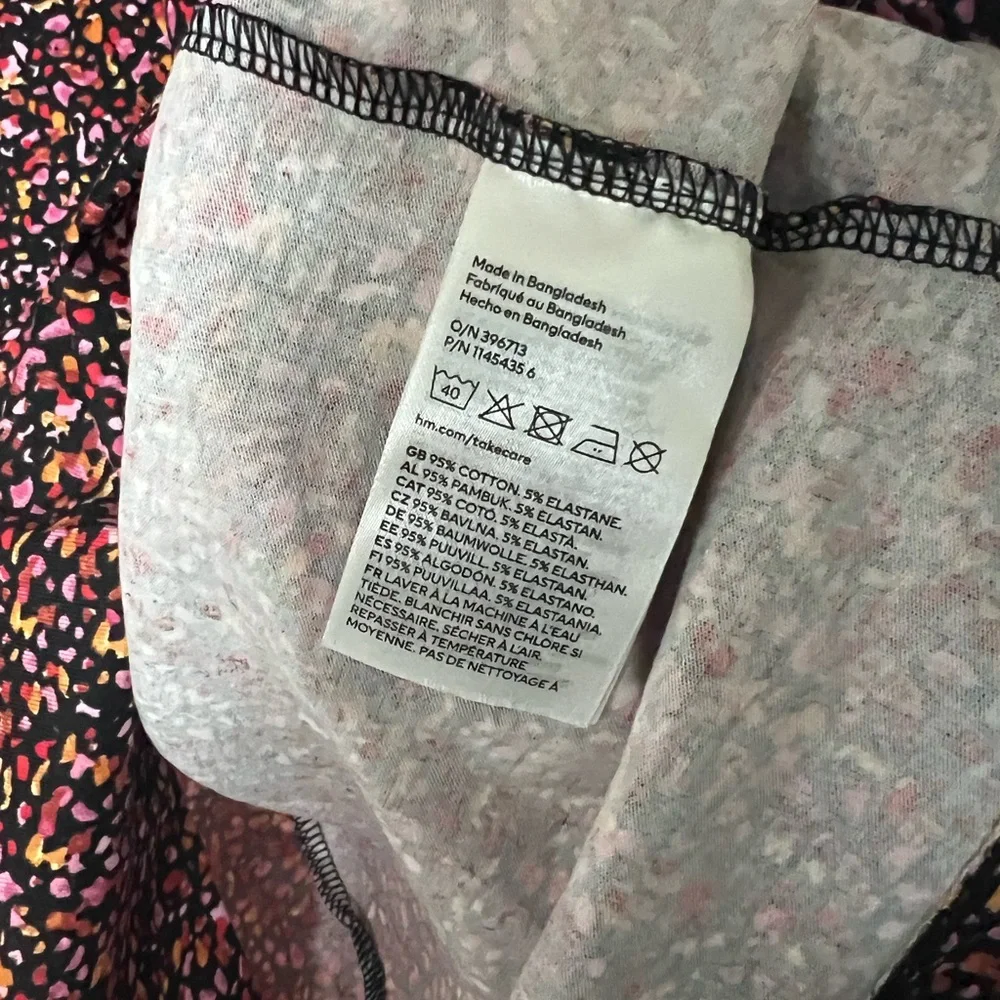 Made in Bangladesh
Fabriqué au Bangladesh
Hecho en Bangladesh
O/N 396713
P/N 1145435 6
40
hm.com/takecare
GB 95% COTTON. 5% ELASTANE.
AL 95% PAMBUK. 5% ELASTAN.
CAT 95% COTÓ. 5% ELASTÀ.
CZ 95% BAVLNA. 5% ELASTAN.
DE 95% BAUMWOLLE. 5% ELASTHAN.
EE 95% PUUVILL. 5% ELASTAAN.
ES 95% ALGODÓN. 5% ELASTANO.
FI 95% PUUVILLAA. 5% ELASTAANIA.
FR LAVER À LA MACHINE À L'EAU
TIÈDE. BLANCHIR SANS CHLORE SI
NÉCESSAIRE. SÉCHER À LAIR.
REPASSER À TEMPÉRATURE
MOYENNE. PAS DE NETTOYAGE À